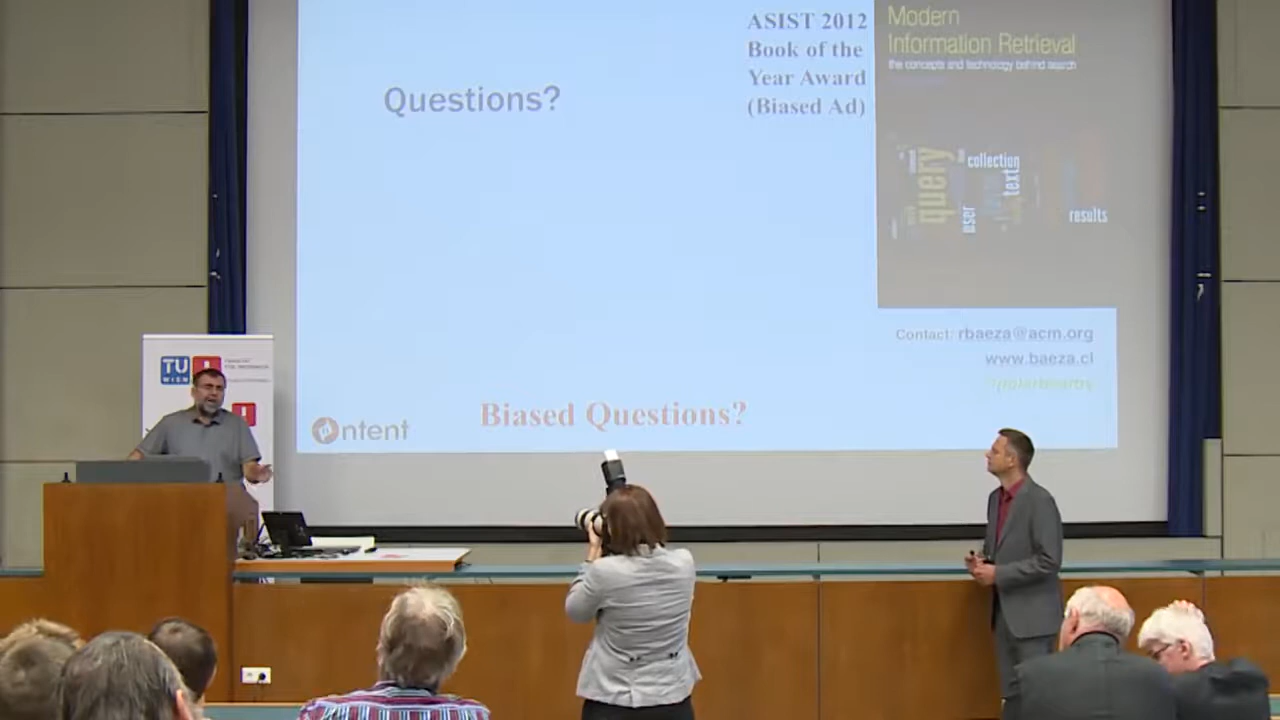 ASIST 2012
Book of the
Year Award
(Biased Ad)
Modern
Information Retrieval
the concepts and technology behind search
Questions?
query
collection
text
user
results
Contact: rbaeza@acm.org
www.baeza.cl
Biased Questions?
ntent
TU
WIEN